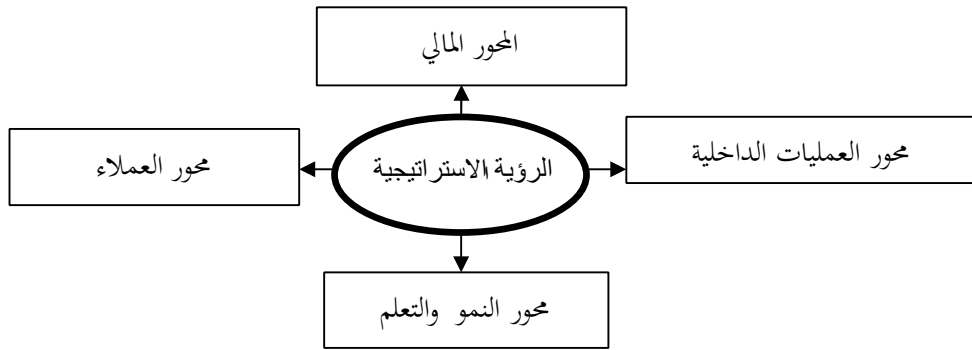 المحور المالي
محور العمليات الداخلية
الرؤية الاستراتيجية
محور العملاء
محور النمو والتعلم